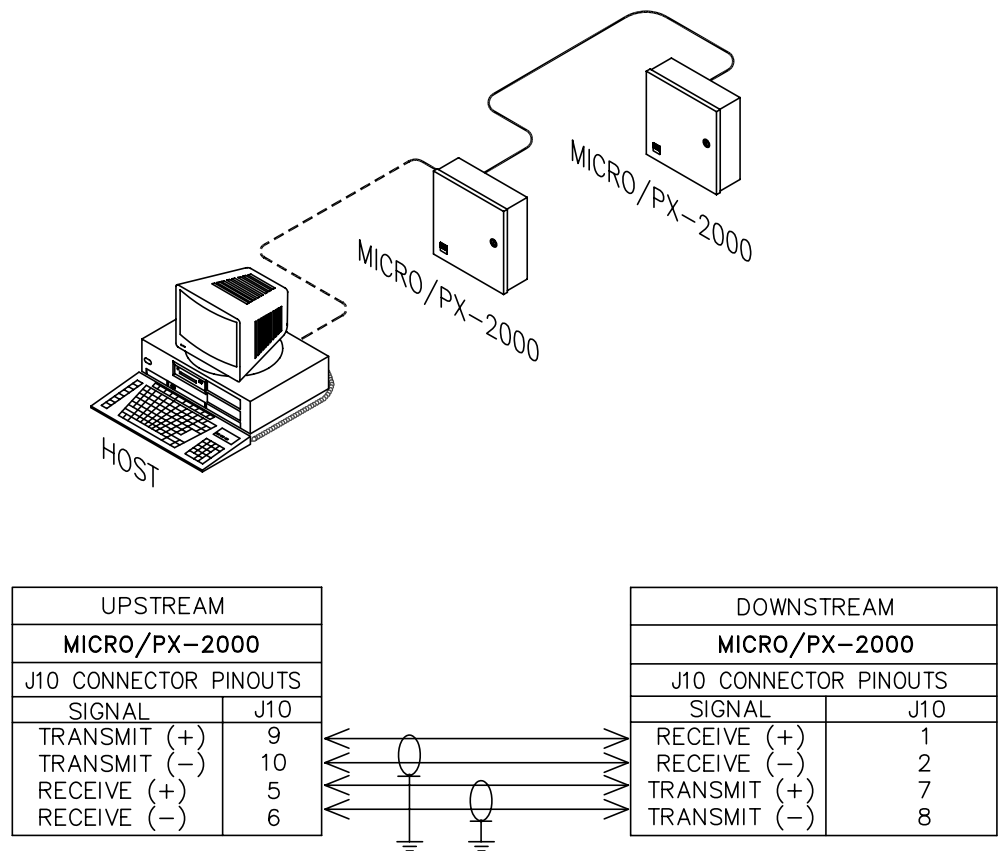 MICRO/PX-2000
MICRO/PX-2000
HOST
UPSTREAM
MICRO/PX-2000
J10 CONNECTOR PINOUTS
SIGNAL J10
TRANSMIT (+) 9
TRANSMIT (-) 10
RECEIVE (+) 5
RECEIVE (-) 6
DOWNSTREAM
MICRO/PX-2000
J10 CONNECTOR PINOUTS
SIGNAL J10
RECEIVE (+) 1
RECEIVE (-) 2
TRANSMIT (+) 7
TRANSMIT (-) 8